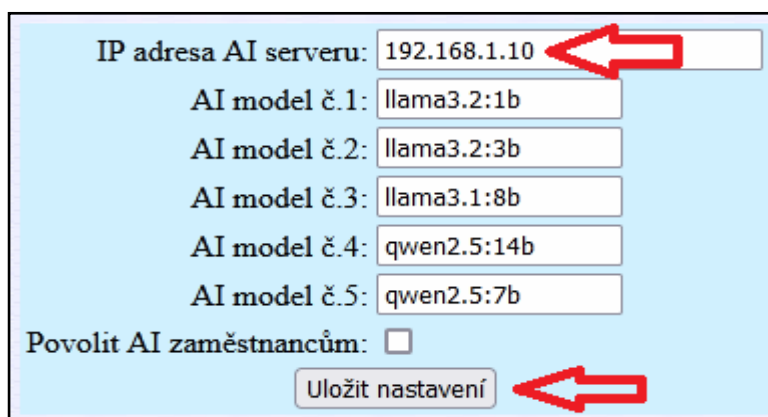 IP adresa AI serveru: 192.168.1.10
AI model č.1: llama3.2:1b
AI model č.2: llama3.2:3b
AI model č.3: llama3.1:8b
AI model č.4: qwen2.5:14b
AI model č.5: qwen2.5:7b
Povolit AI zaměstnancům:
Uložit nastavení